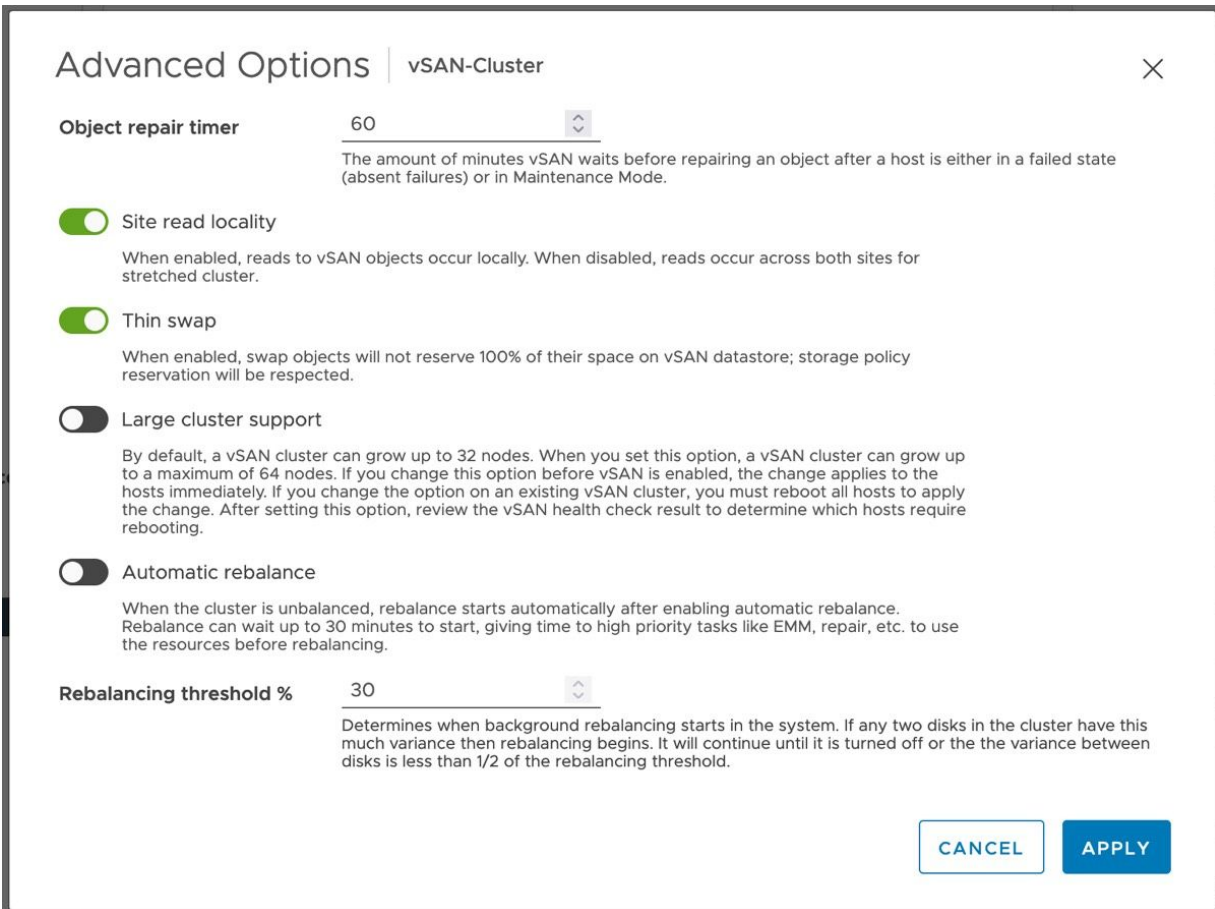 Advanced Options vSAN-Cluster
Object repair timer 60
The amount of minutes vSAN waits before repairing an object after a host is either in a failed state
(absent failures) or in Maintenance Mode.
Site read locality
When enabled, reads to vSAN objects occur locally. When disabled, reads occur across both sites for
stretched cluster.
Thin swap
When enabled, swap objects will not reserve 100% of their space on vSAN datastore; storage policy
reservation will be respected.
Large cluster support
By default, a vSAN cluster can grow up to 32 nodes. When you set this option, a vSAN cluster can grow up
to a maximum of 64 nodes. If you change this option before vSAN is enabled, the change applies to the
hosts immediately. If you change the option on an existing vSAN cluster, you must reboot all hosts to apply
the change. After setting this option, review the vSAN health check result to determine which hosts require
rebooting.
Automatic rebalance
When the cluster is unbalanced, rebalance starts automatically after enabling automatic rebalance.
Rebalance can wait up to 30 minutes to start, giving time to high priority tasks like EMM, repair, etc. to use
the resources before rebalancing.
Rebalancing threshold % 30
Determines when background rebalancing starts in the system. If any two disks in the cluster have this
much variance then rebalancing begins. It will continue until it is turned off or the the variance between
disks is less than 1/2 of the rebalancing threshold.
CANCEL APPLY